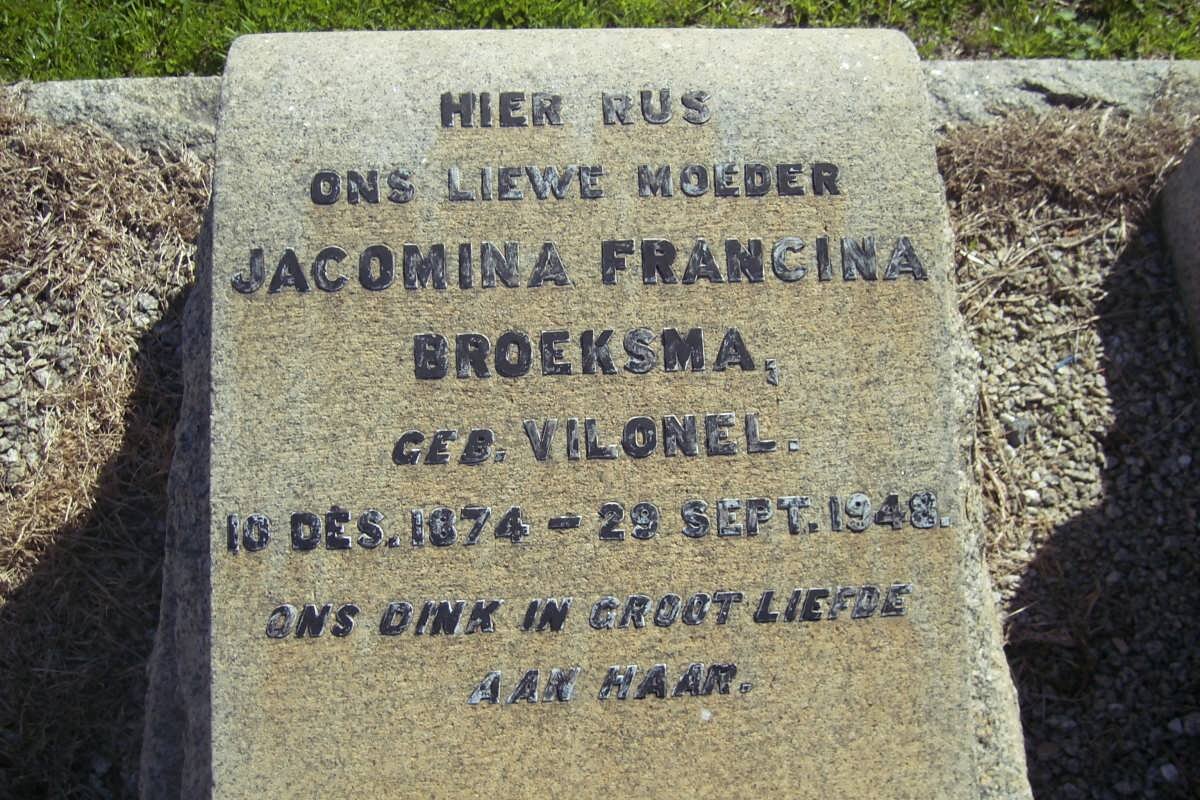 HIER RUS
ONS LIEWE MOEDER
JACOMINA FRANCINA
BROEKSMA,
GEB. VILONEL.
10 DES. 1874 – 29 SEPT. 1948.
ONS DINK IN GROOT LIEFDE
AAN HAAR.